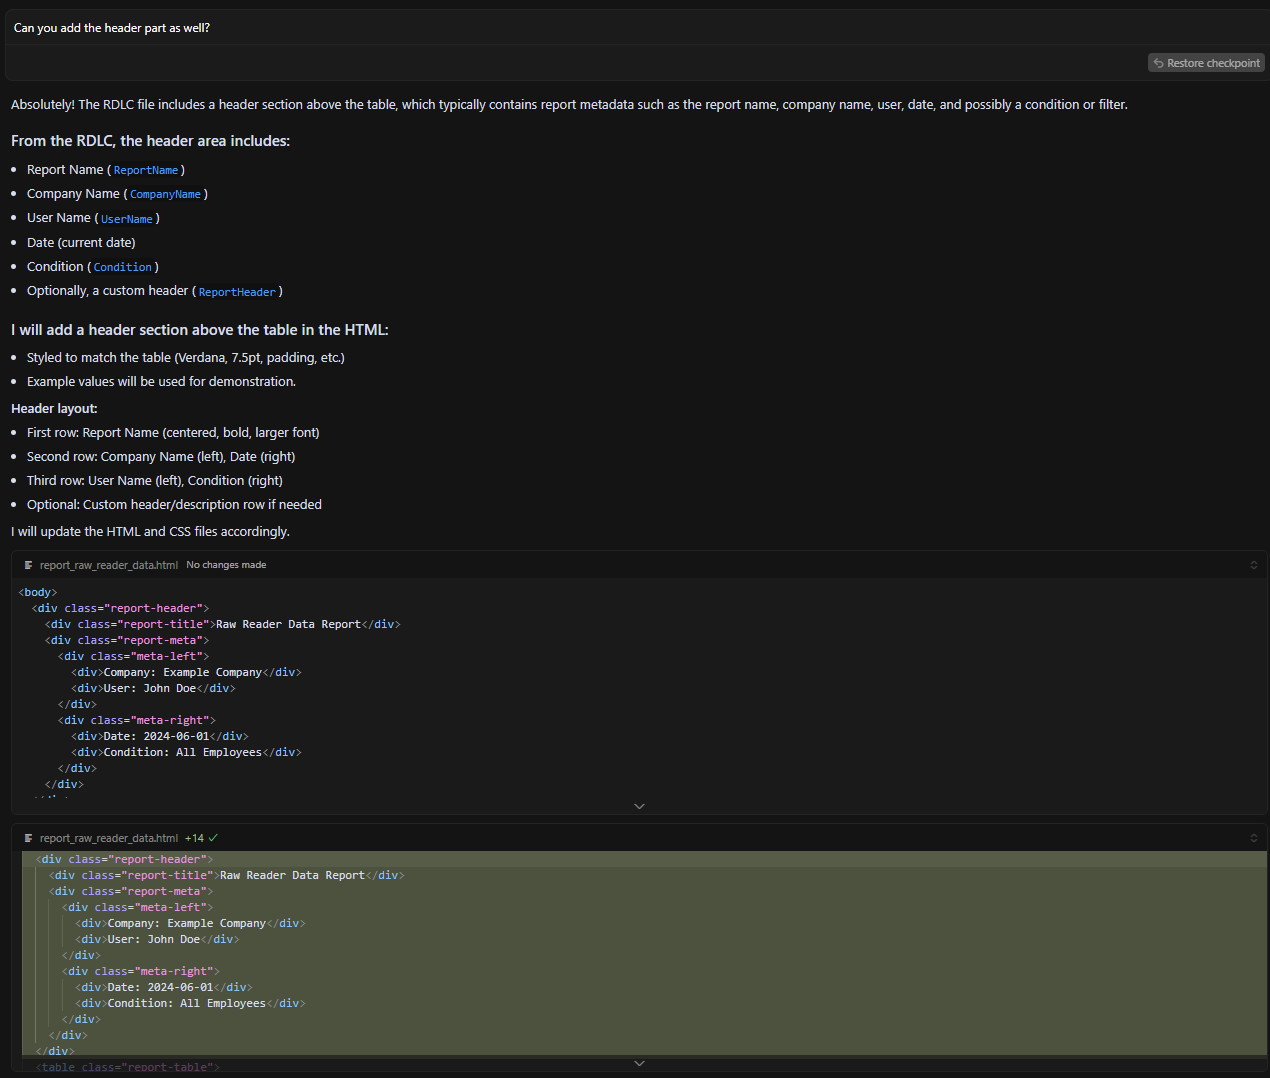 Can you add the header part as well?
Restore checkpoint
Absolutely! The RDLC file includes a header section above the table, which typically contains report metadata such as the report name, company name, user, date, and possibly a condition or filter.
From the RDLC, the header area includes:
Report Name ( ReportName )
Company Name ( CompanyName )
User Name ( UserName )
Date (current date)
Condition ( Condition )
Optionally, a custom header ( ReportHeader )
I will add a header section above the table in the HTML:
Styled to match the table (Verdana, 7.5pt, padding, etc.)
Example values will be used for demonstration.
Header layout:
First row: Report Name (centered, bold, larger font)
Second row: Company Name (left), Date (right)
Third row: User Name (left), Condition (right)
Optional: Custom header/description row if needed
I will update the HTML and CSS files accordingly.
report_raw_reader_data.html No changes made
<body>
<div class="report-header">
<div class="report-title">Raw Reader Data Report</div>
<div class="report-meta">
<div class="meta-left">
<div>Company: Example Company</div>
<div>User: John Doe</div>
</div>
<div class="meta-right">
<div>Date: 2024-06-01</div>
<div>Condition: All Employees</div>
</div>
</div>
report_raw_reader_data.html +14
<div class="report-header">
<div class="report-title">Raw Reader Data Report</div>
<div class="report-meta">
<div class="meta-left">
<div>Company: Example Company</div>
<div>User: John Doe</div>
</div>
<div class="meta-right">
<div>Date: 2024-06-01</div>
<div>Condition: All Employees</div>
</div>
</div>
</div>
<table class="report-table">